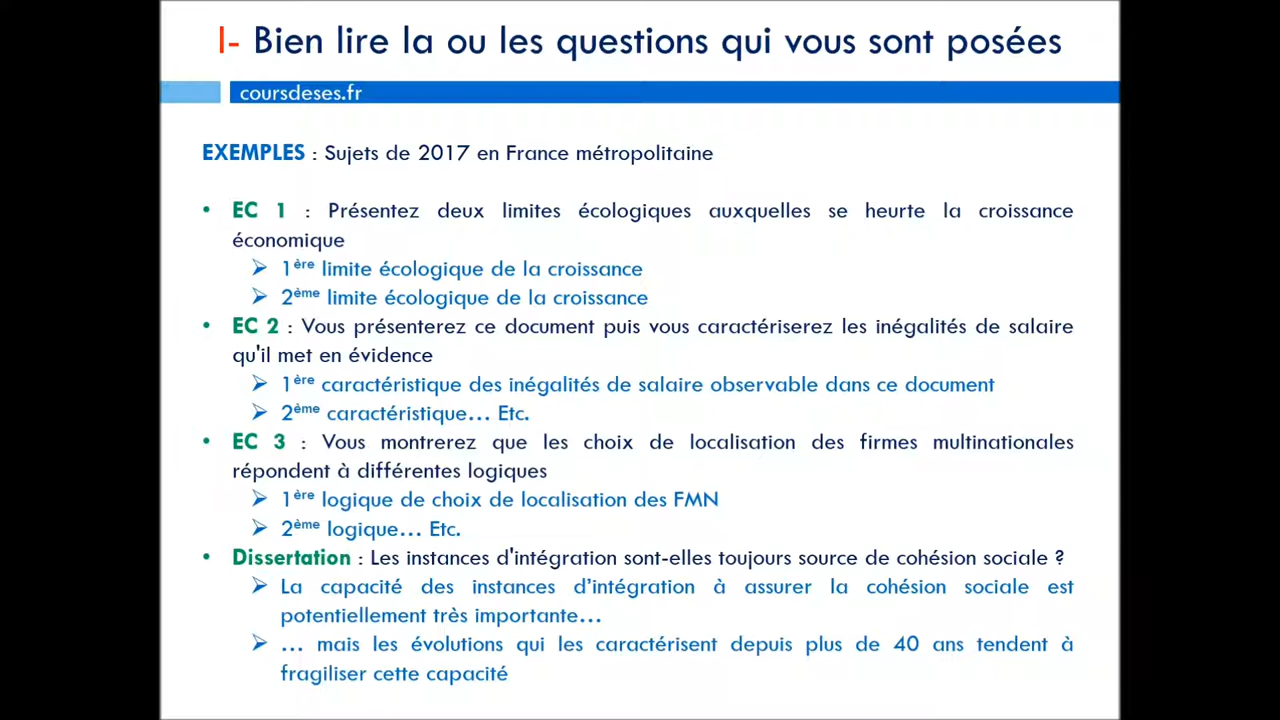 I- Bien lire la ou les questions qui vous sont posées
coursdeses.fr
EXEMPLES : Sujets de 2017 en France métropolitaine
• EC 1 : Présentez deux limites écologiques auxquelles se heurte la croissance
économique
➢ 1ère limite écologique de la croissance
➢ 2ème limite écologique de la croissance
• EC 2 : Vous présenterez ce document puis vous caractériserez les inégalités de salaire
qu'il met en évidence
➢ 1ère caractéristique des inégalités de salaire observable dans ce document
➢ 2ème caractéristique… Etc.
• EC 3 : Vous montrerez que les choix de localisation des firmes multinationales
répondent à différentes logiques
➢ 1ère logique de choix de localisation des FMN
➢ 2ème logique… Etc.
• Dissertation : Les instances d'intégration sont-elles toujours source de cohésion sociale ?
➢ La capacité des instances d'intégration à assurer la cohésion sociale est
potentiellement très importante…
➢ … mais les évolutions qui les caractérisent depuis plus de 40 ans tendent à
fragiliser cette capacité